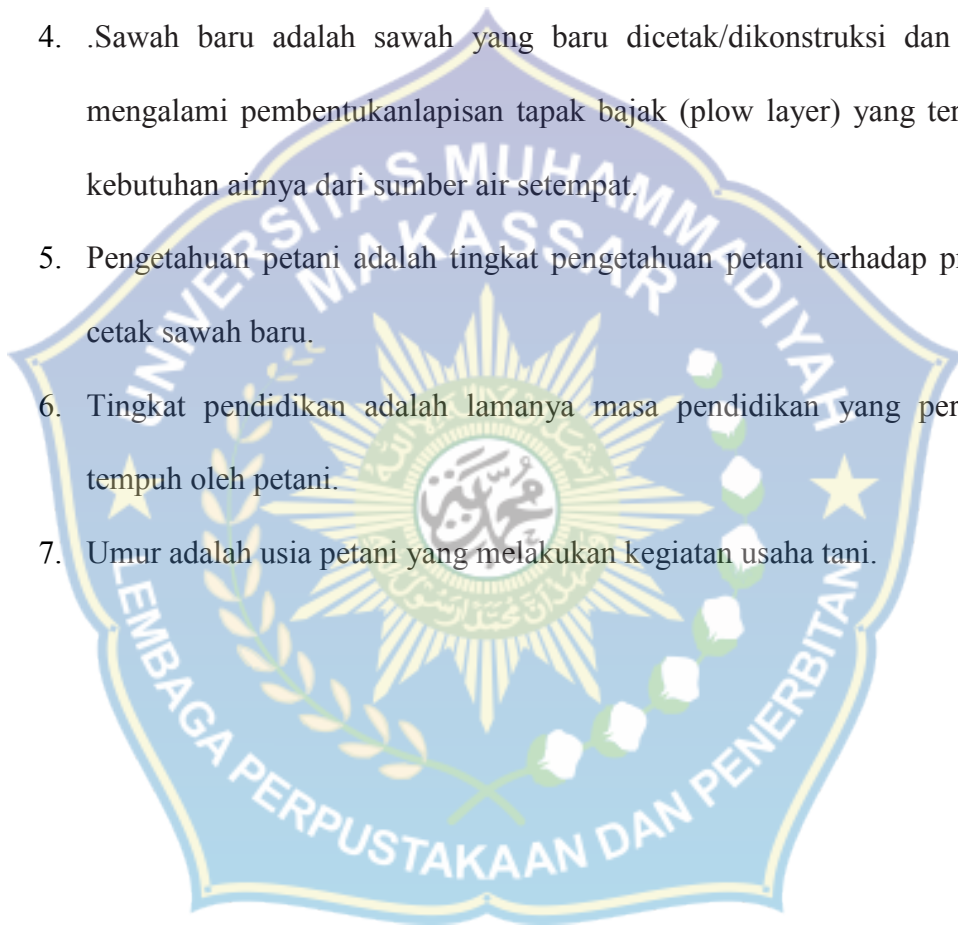 4. .Sawah baru adalah sawah yang baru dicetak/dikonstruksi dan
mengalami pembentukanlapisan tapak bajak (plow layer) yang
kebutuhan airnya dari sumber air setempat.
5. Pengetahuan petani adalah tingkat pengetahuan petani terhadap
cetak sawah baru.
6. Tingkat pendidikan adalah lamanya masa pendidikan yang
tempuh oleh petani.
7. Umur adalah usia petani yang melakukan kegiatan usaha tani.
UNIVERSITAS MUHAMMADIYAH
MAKASSAR
محمد
LEMBAGA PERPUSTAKAAN DAN PENERBITAN